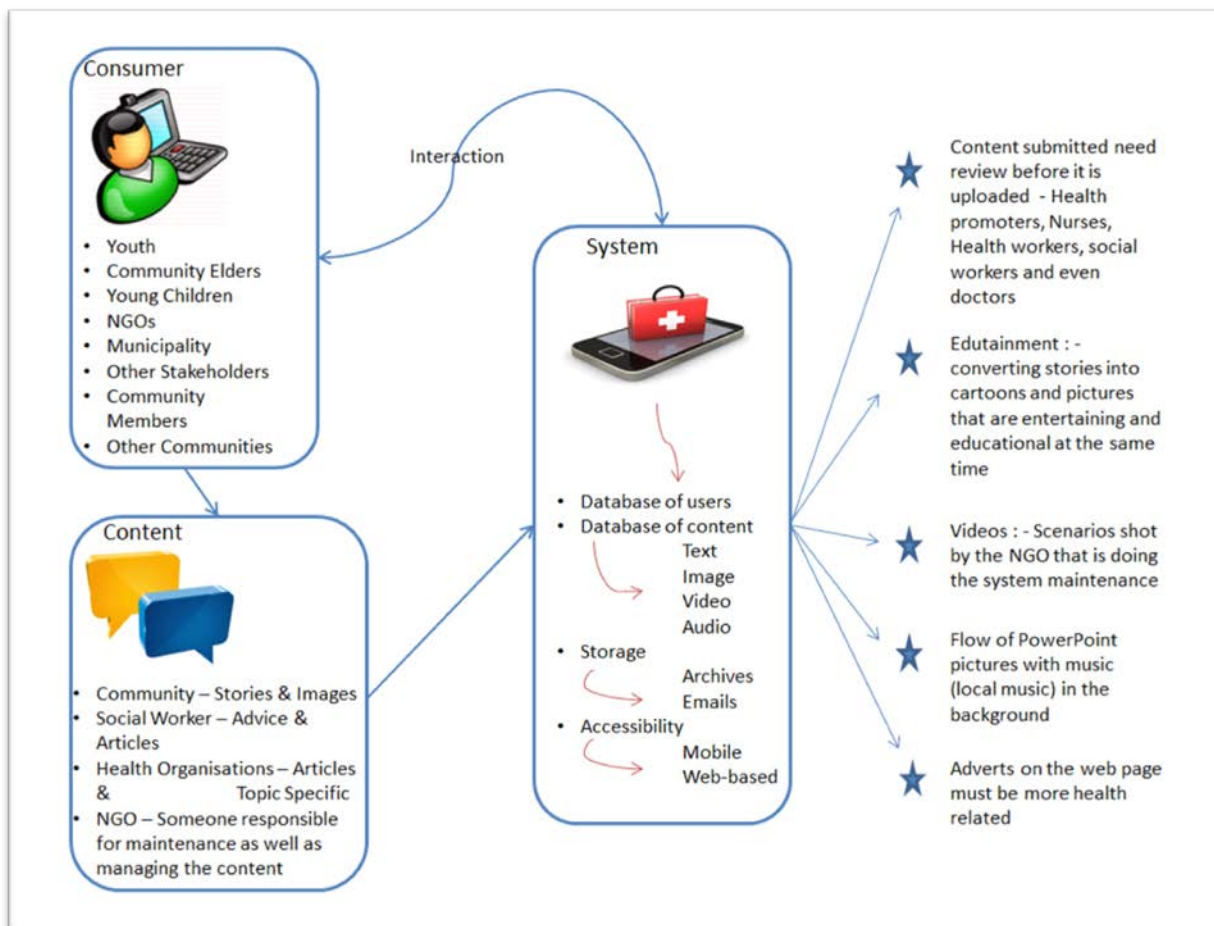 Consumer
• Youth
• Community Elders
• Young Children
• NGOs
• Municipality
• Other Stakeholders
• Community
Members
• Other Communities
Interaction
Content
• Community – Stories & Images
• Social Worker – Advice &
Articles
• Health Organisations – Articles
& Topic Specific
• NGO – Someone responsible
for maintenance as well as
managing the content
System
• Database of users
• Database of content
Text
Image
Video
Audio
• Storage
Archives
Emails
• Accessibility
Mobile
Web-based
Content submitted need
review before it is
uploaded - Health
promoters, Nurses,
Health workers, social
workers and even
doctors
Edutainment : -
converting stories into
cartoons and pictures
that are entertaining and
educational at the same
time
Videos : - Scenarios shot
by the NGO that is doing
the system maintenance
Flow of PowerPoint
pictures with music
(local music) in the
background
Adverts on the web page
must be more health
related